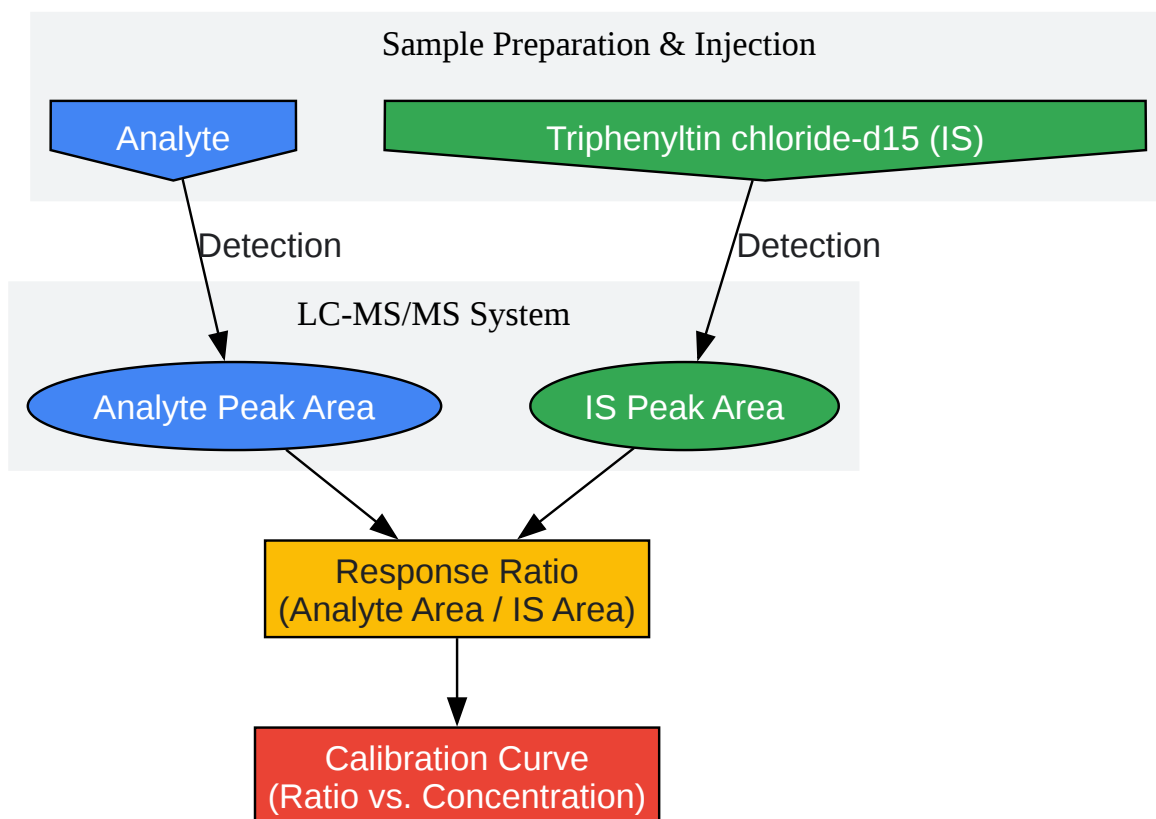 Sample Preparation & Injection
Analyte
Triphenyltin chloride-d15 (IS)
Detection
Detection
LC-MS/MS System
Analyte Peak Area
IS Peak Area
Response Ratio
(Analyte Area / IS Area)
Calibration Curve
(Ratio vs. Concentration)